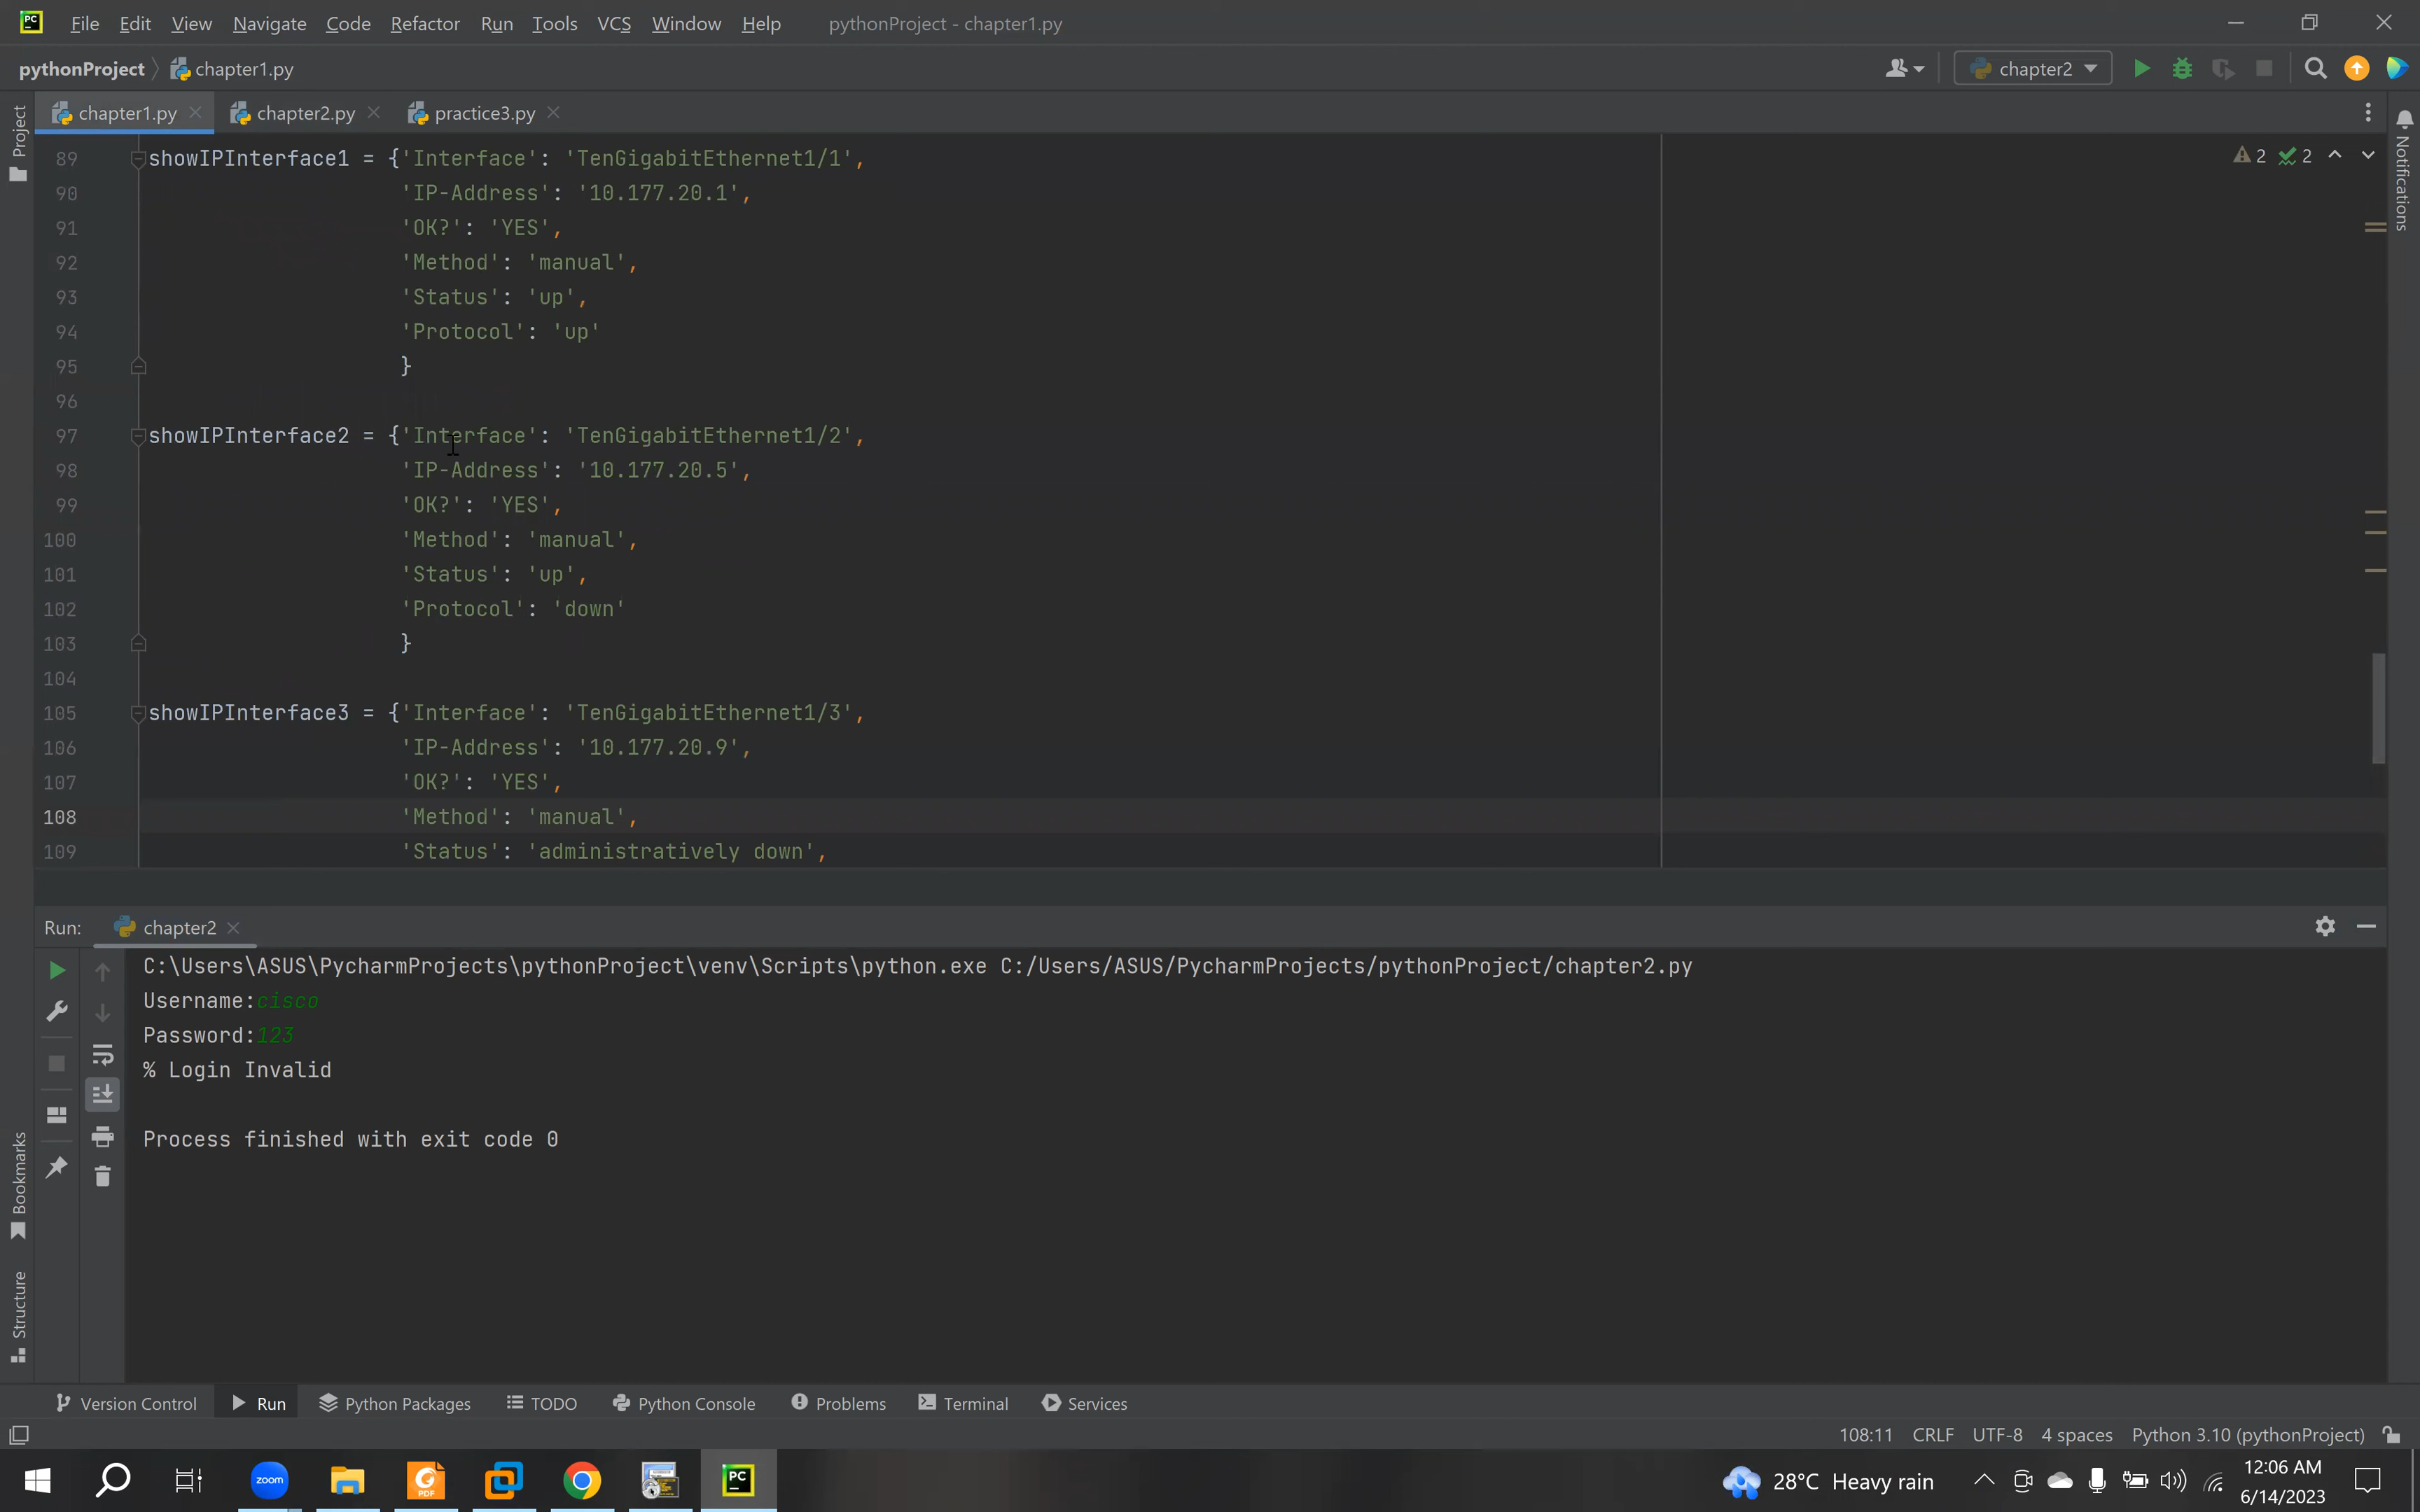 PC File Edit View Navigate Code Refactor Run Tools VCS Window Help pythonProject - chapter1.py
pythonProject chapter1.py chapter2
Project chapter1.py chapter2.py practice3.py Notifications
89 showIPInterface1 = {'Interface': 'TenGigabitEthernet1/1', 2 2
90 'IP-Address': '10.177.20.1',
91 'OK?': 'YES',
92 'Method': 'manual',
93 'Status': 'up',
94 'Protocol': 'up'
95 }
96
97 showIPInterface2 = {'Interface': 'TenGigabitEthernet1/2',
98 'IP-Address': '10.177.20.5',
99 'OK?': 'YES',
100 'Method': 'manual',
101 'Status': 'up',
102 'Protocol': 'down'
103 }
104
105 showIPInterface3 = {'Interface': 'TenGigabitEthernet1/3',
106 'IP-Address': '10.177.20.9',
107 'OK?': 'YES',
108 'Method': 'manual',
109 'Status': 'administratively down',
Run: chapter2
C:\Users\ASUS\PycharmProjects\pythonProject\venv\Scripts\python.exe C:/Users/ASUS/PycharmProjects/pythonProject/chapter2.py
Username:cisco
Password:123
% Login Invalid
Process finished with exit code 0
Bookmarks
Structure
Version Control Run Python Packages TODO Python Console Problems Terminal Services
108:11 CRLF UTF-8 4 spaces Python 3.10 (pythonProject)
zoom PDF PC 28°C Heavy rain 12:06 AM
6/14/2023